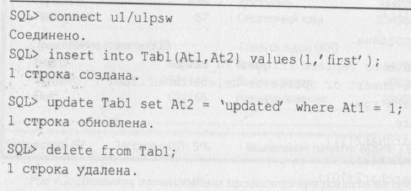 SQL> connect u1/u1psw
Соединено.
SQL> insert into Tab1(At1,At2) values(1,'first');
1 строка создана.
SQL> update Tab1 set At2 = 'updated' where At1 = 1;
1 строка обновлена.
SQL> delete from Tab1;
1 строка удалена.